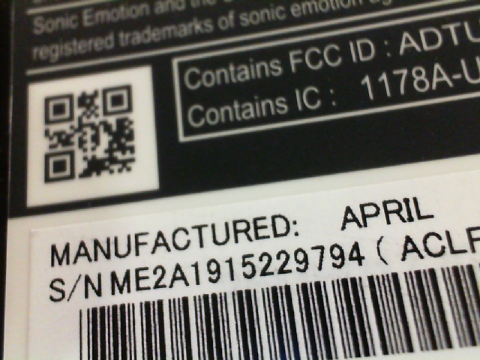 Sonic Emotion and the
registered trademarks of sonic emotion
Contains FCC ID : ADTU
Contains IC : 1178A-U
MANUFACTURED: APRIL
S/N ME2A1915229794 ( ACLF